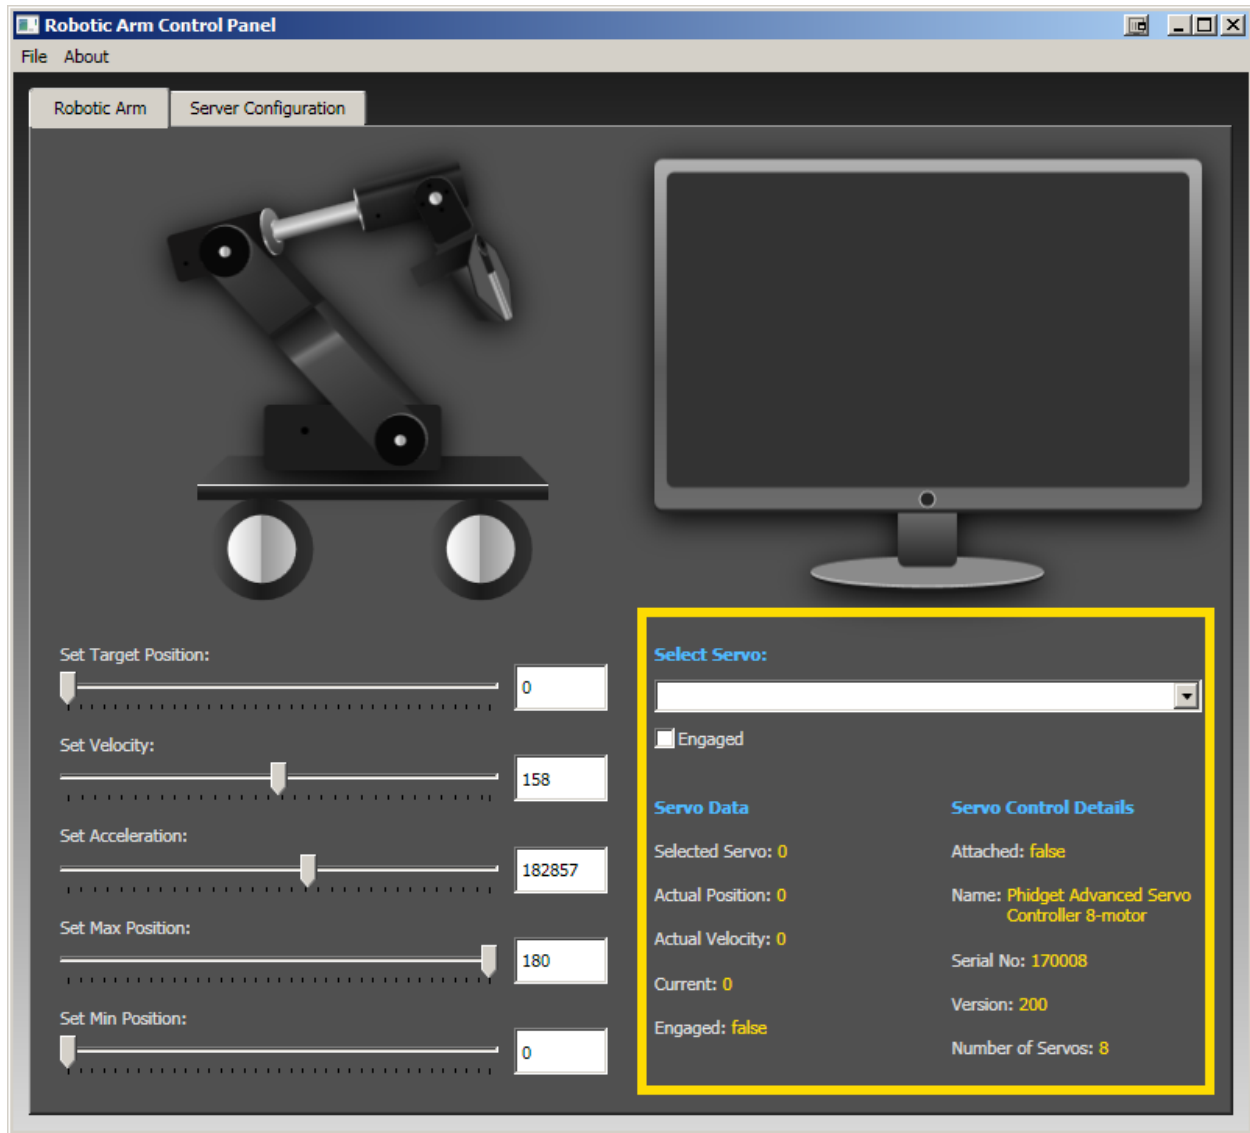 Robotic Arm Control Panel
File About
Robotic Arm Server Configuration
Set Target Position:
0
Set Velocity:
158
Set Acceleration:
182857
Set Max Position:
180
Set Min Position:
0
Select Servo:
Engaged
Servo Data
Selected Servo: 0
Actual Position: 0
Actual Velocity: 0
Current: 0
Engaged: false
Servo Control Details
Attached: false
Name: Phidget Advanced Servo
Controller 8-motor
Serial No: 170008
Version: 200
Number of Servos: 8